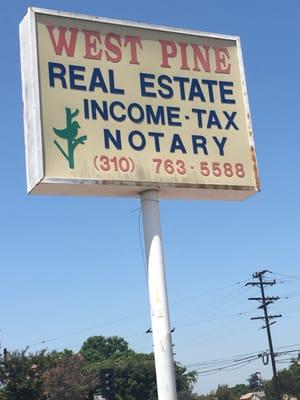 WEST PINE
REAL ESTATE
INCOME-TAX
NOTARY
(310) 763-5588